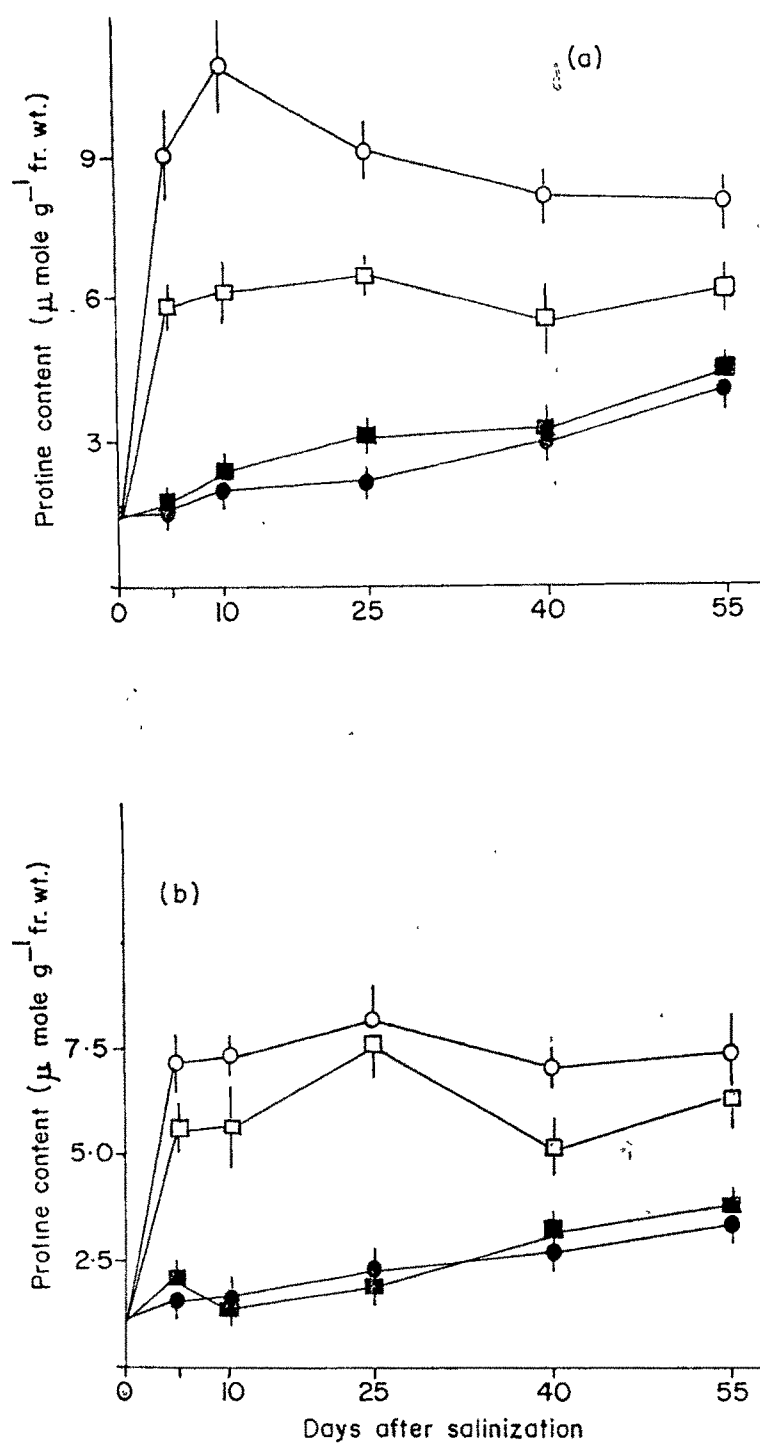 (a)
Proline content (μ mole g⁻¹ fr. wt.)
9
6
3
0 10 25 40 55
(b)
Proline content (μ mole g⁻¹ fr. wt.)
7·5
5·0
2·5
0 10 25 40 55
Days after salinization